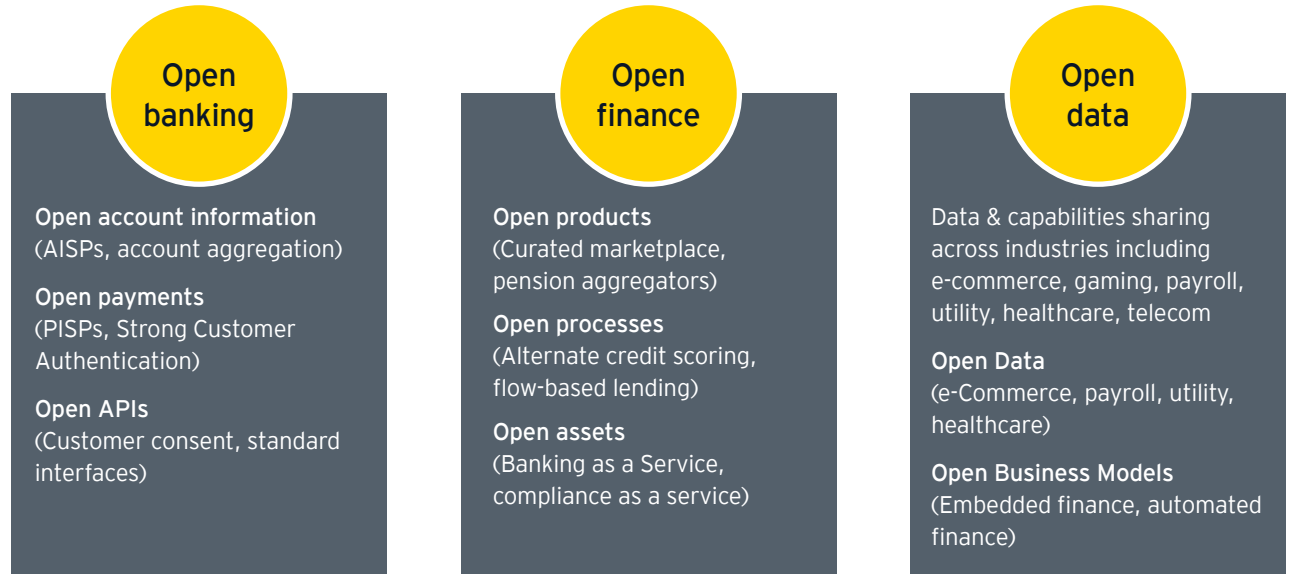 Open
banking
Open account information
(AISPs, account aggregation)
Open payments
(PISPs, Strong Customer
Authentication)
Open APIs
(Customer consent, standard
interfaces)
Open
finance
Open products
(Curated marketplace,
pension aggregators)
Open processes
(Alternate credit scoring,
flow-based lending)
Open assets
(Banking as a Service,
compliance as a service)
Open
data
Data & capabilities sharing
across industries including
e-commerce, gaming, payroll,
utility, healthcare, telecom
Open Data
(e-Commerce, payroll, utility,
healthcare)
Open Business Models
(Embedded finance, automated
finance)